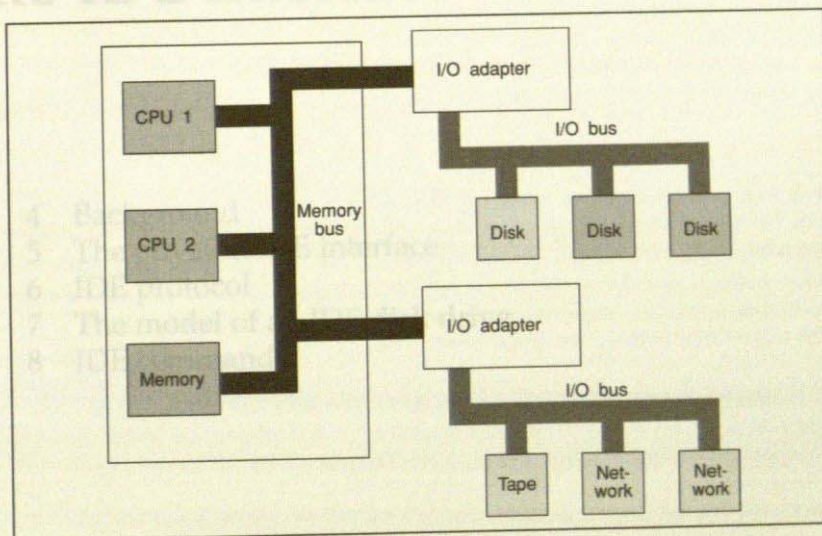 I/O adapter
CPU 1
I/O bus
Memory
bus
Disk
Disk
Disk
CPU 2
I/O adapter
Memory
I/O bus
Tape
Net-
work
Net-
work
4 Background
5 The interface
6 IDE protocol
7 The model of
8 IDE